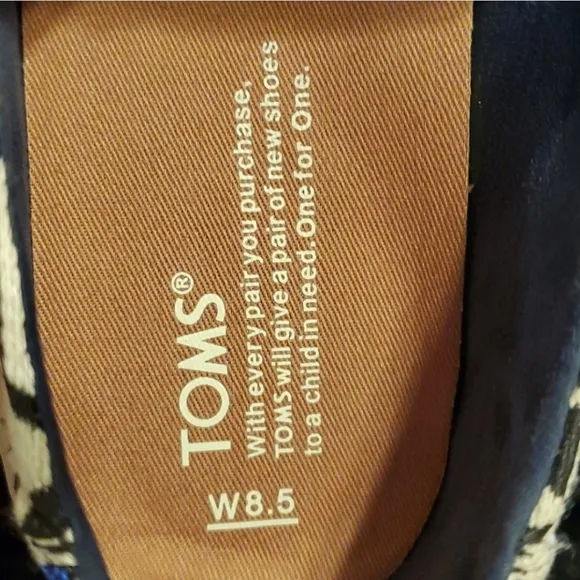 TOMS®
With every pair you purchase,
TOMS will give a pair of new shoes
to a child in need. One for One.
W8.5